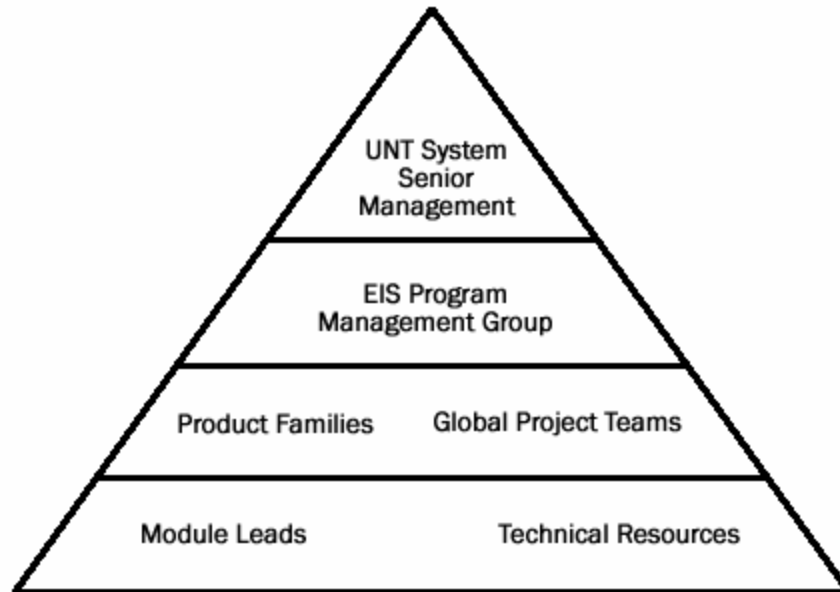 UNT System
Senior
Management
EIS Program
Management Group
Product Families
Global Project Teams
Module Leads
Technical Resources